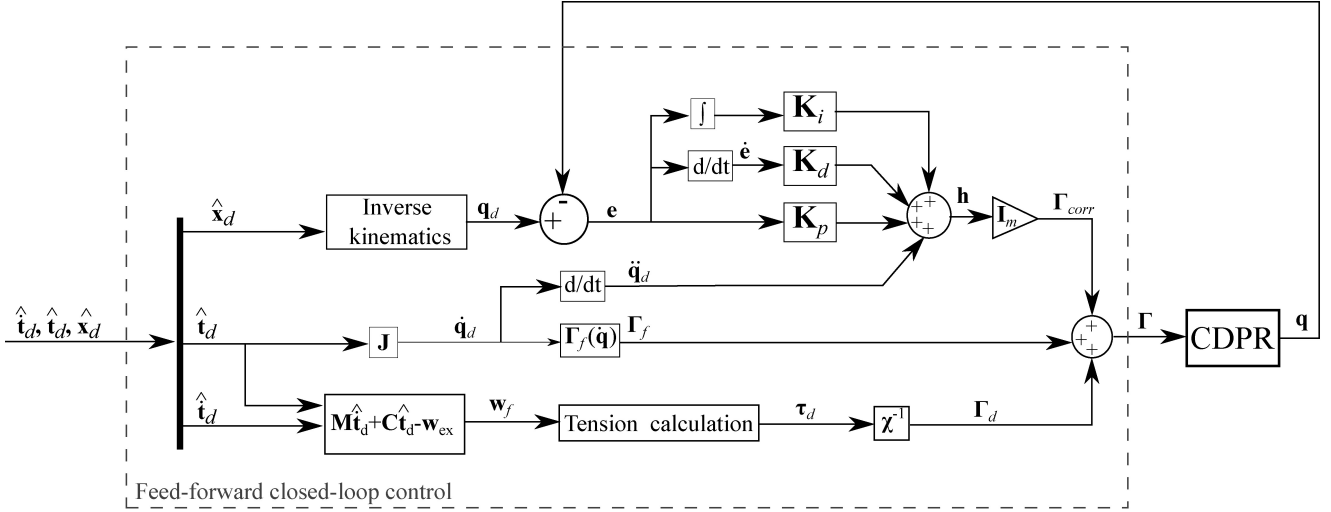 ∫
K_i
d/dt
ė
K_d
x̂_d
Inverse
kinematics
q_d
-
+
e
K_p
+ +
+ +
h
I_m
Γ_corr
d/dt
q̈_d
ṫ̂_d, t̂_d, x̂_d
t̂_d
J
q̇_d
Γ_f(q̇)
Γ_f
+
+ +
Γ
CDPR
q
ṫ̂_d
Mṫ̂_d+Ct̂_d-w_ex
w_f
Tension calculation
τ_d
χ^-1
Γ_d
Feed-forward closed-loop control